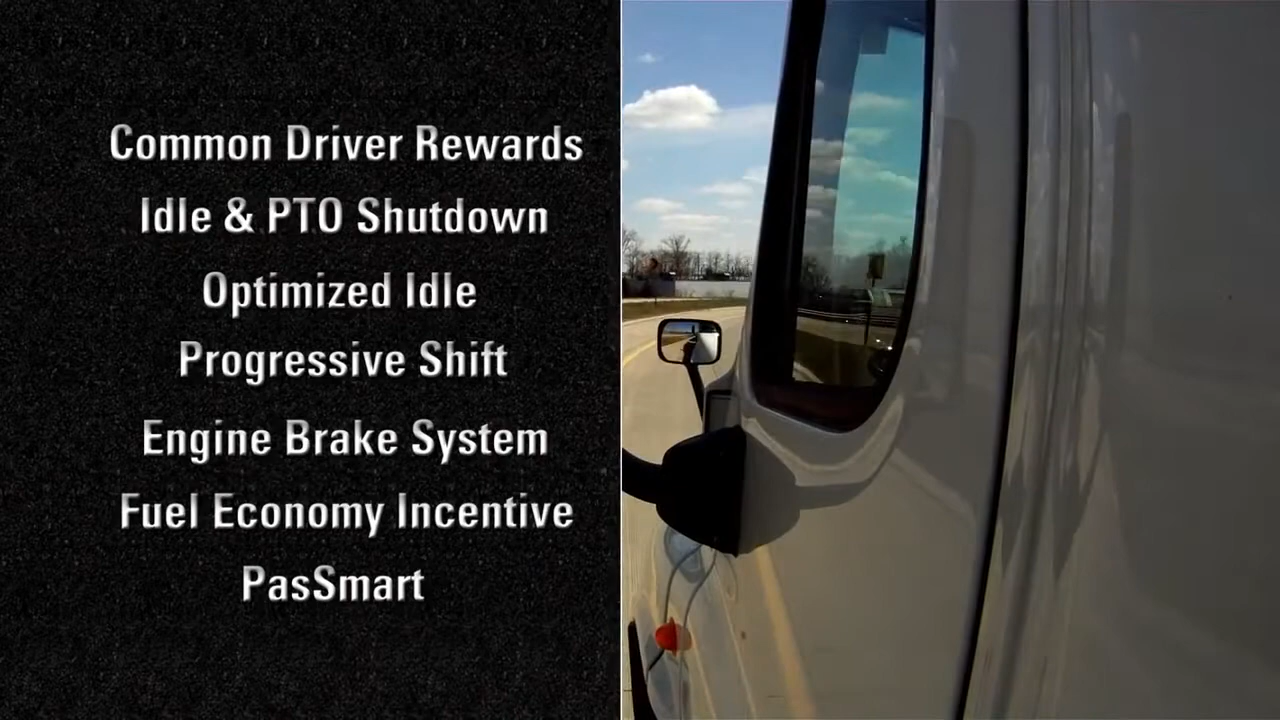 Common Driver Rewards
Idle & PTO Shutdown
Optimized Idle
Progressive Shift
Engine Brake System
Fuel Economy Incentive
PasSmart